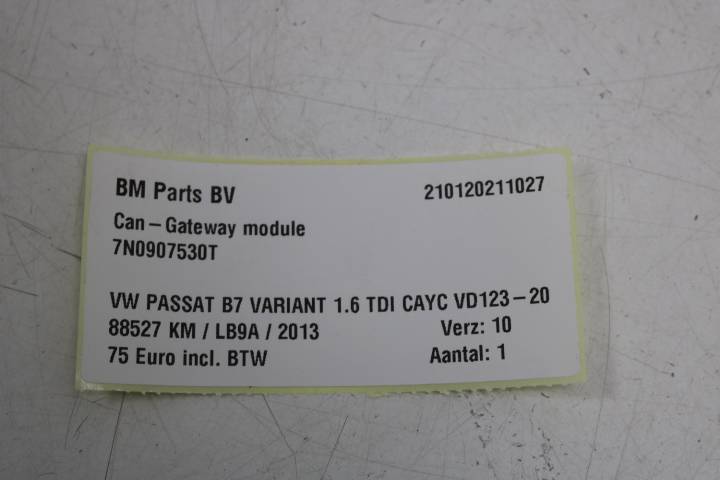 BM Parts BV 210120211027
Can-Gateway module
7N0907530T
VW PASSAT B7 VARIANT 1.6 TDI CAYC VD123-20
88527 KM / LB9A / 2013 Verz: 10
75 Euro incl. BTW Aantal: 1